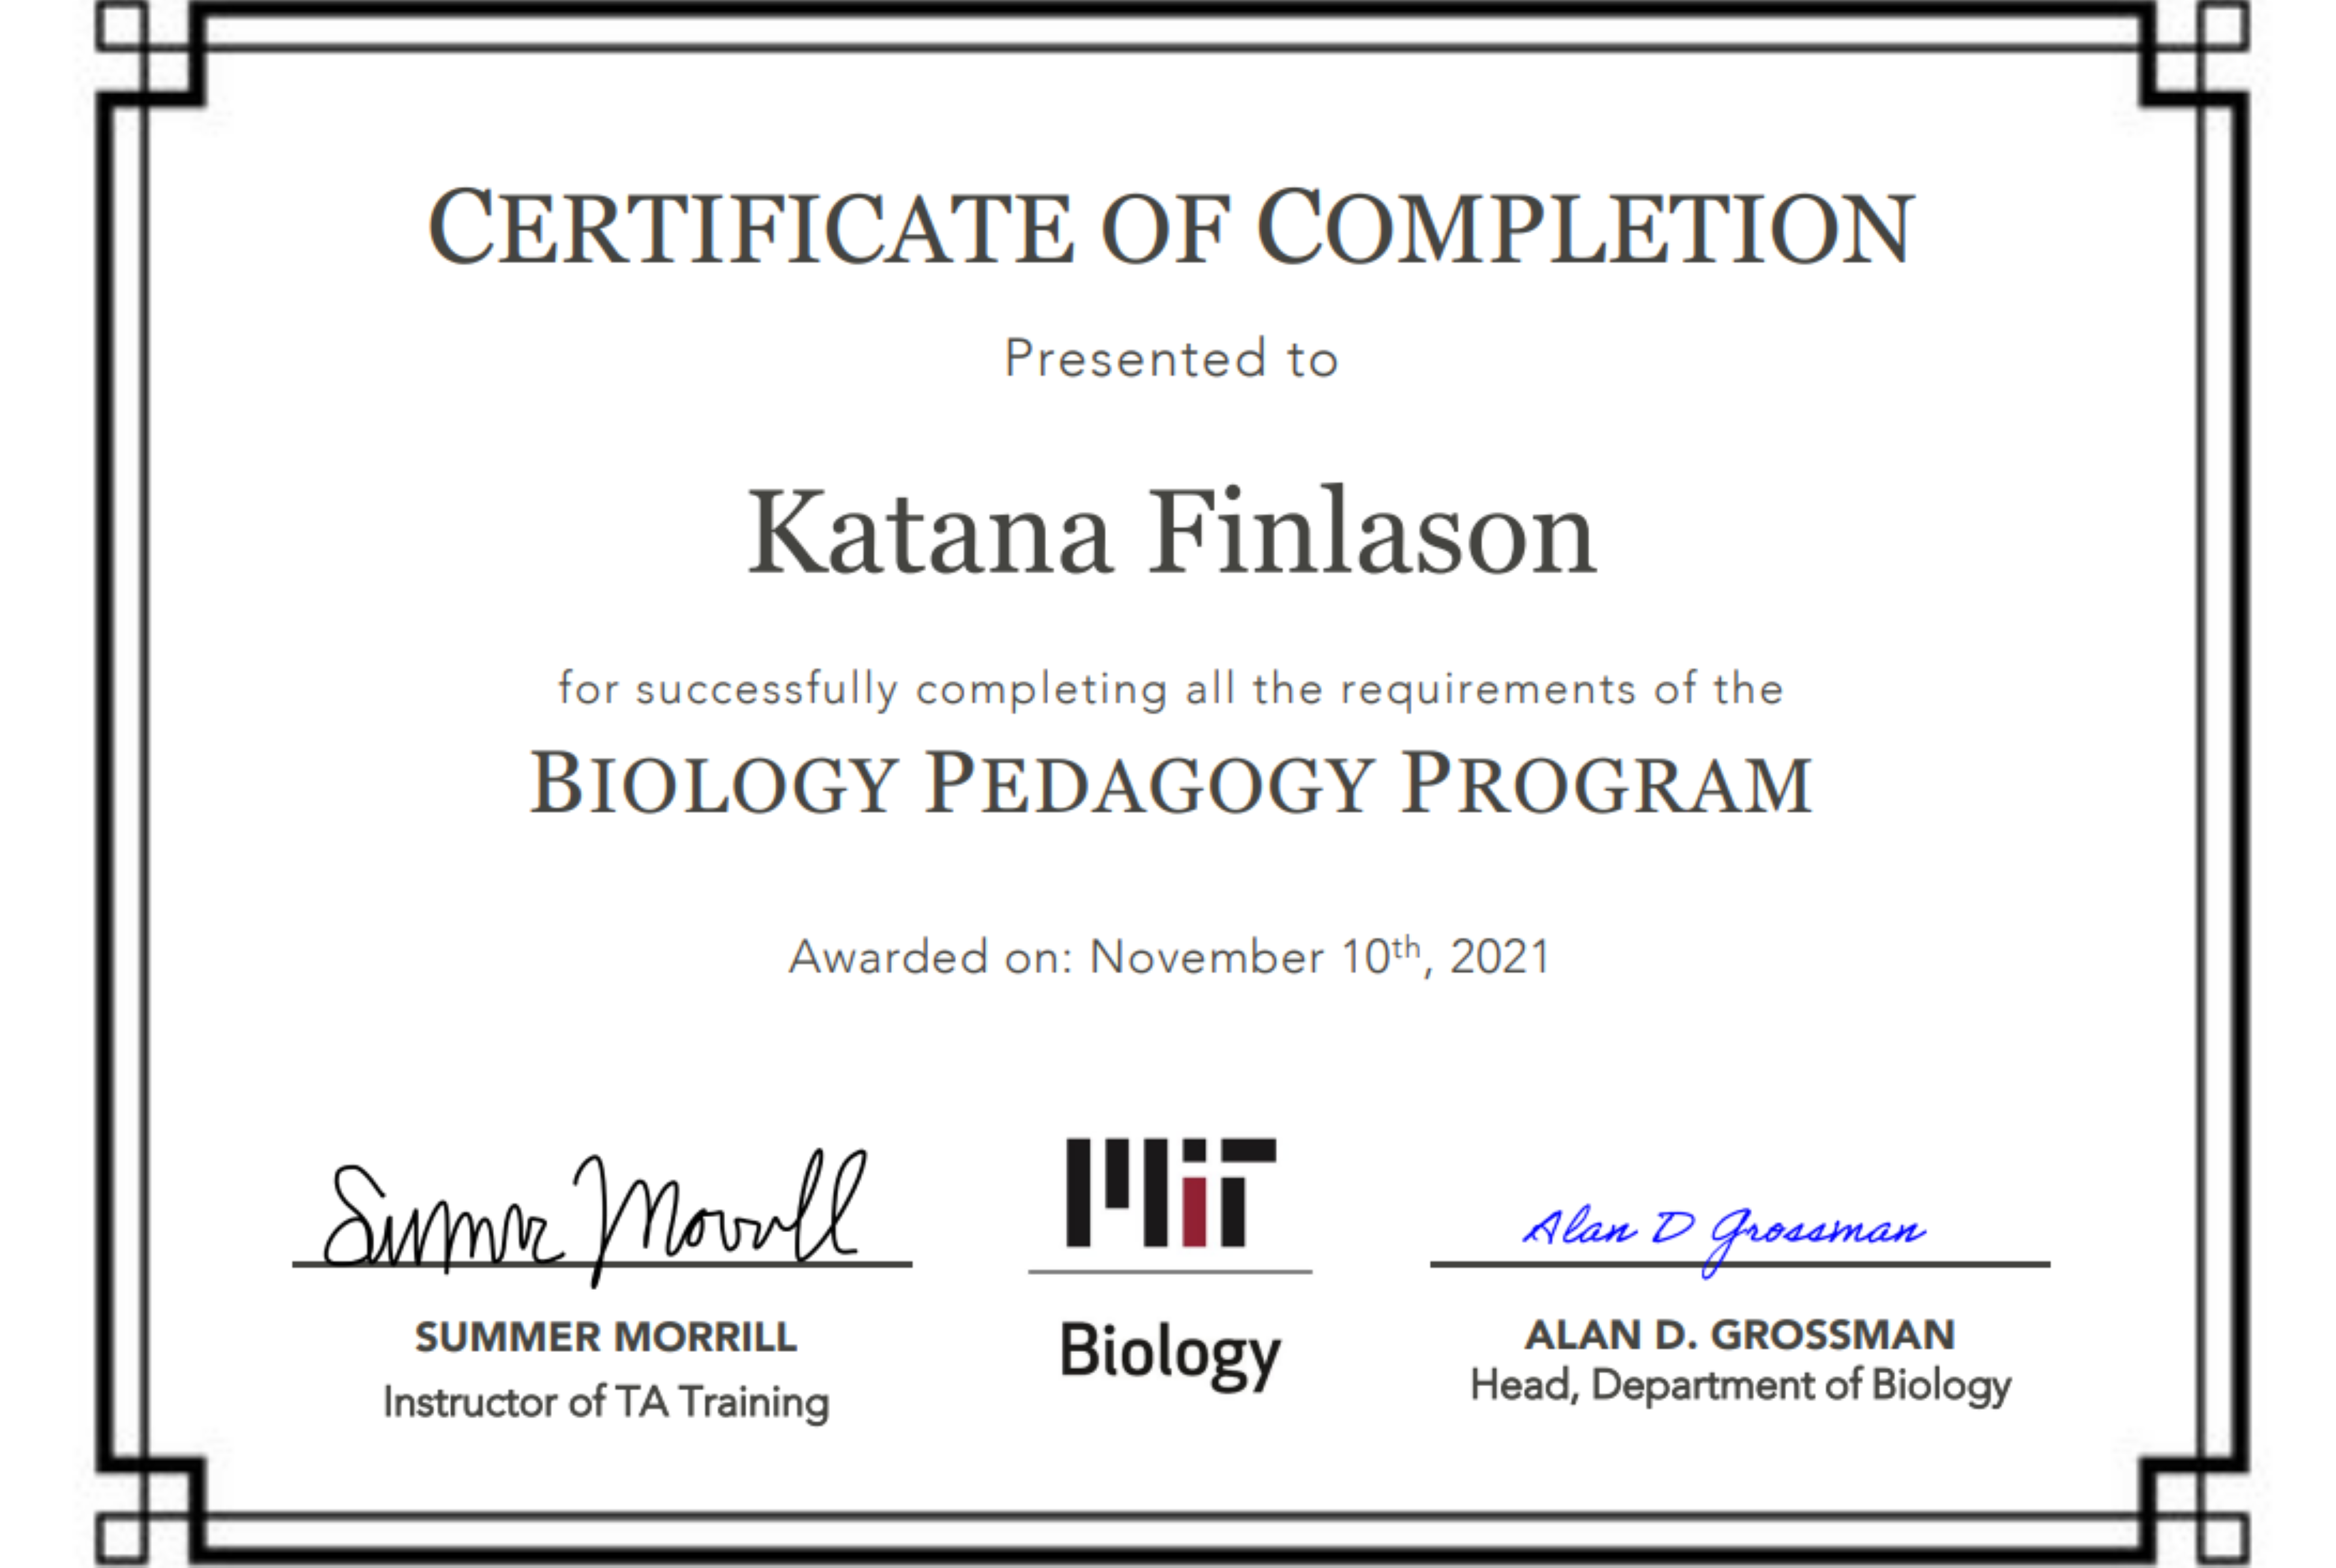 CERTIFICATE OF COMPLETION
Presented to
Katana Finlason
for successfully completing all the requirements of the
BIOLOGY PEDAGOGY PROGRAM
Awarded on: November 10th, 2021
Summer Morrill
SUMMER MORRILL
Instructor of TA Training
MIT
Biology
Alan D Grossman
ALAN D. GROSSMAN
Head, Department of Biology